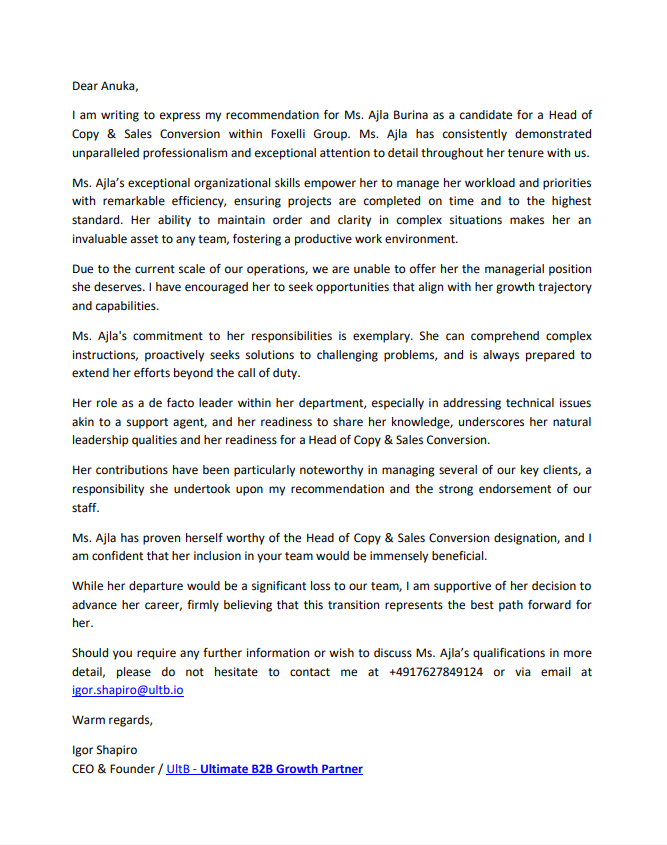 Dear Anuka,
I am writing to express my recommendation for Ms. Ajla Burina as a candidate for a Head of
Copy & Sales Conversion within Foxelli Group. Ms. Ajla has consistently demonstrated
unparalleled professionalism and exceptional attention to detail throughout her tenure with us.
Ms. Ajla’s exceptional organizational skills empower her to manage her workload and priorities
with remarkable efficiency, ensuring projects are completed on time and to the highest
standard. Her ability to maintain order and clarity in complex situations makes her an
invaluable asset to any team, fostering a productive work environment.
Due to the current scale of our operations, we are unable to offer her the managerial position
she deserves. I have encouraged her to seek opportunities that align with her growth trajectory
and capabilities.
Ms. Ajla's commitment to her responsibilities is exemplary. She can comprehend complex
instructions, proactively seeks solutions to challenging problems, and is always prepared to
extend her efforts beyond the call of duty.
Her role as a de facto leader within her department, especially in addressing technical issues
akin to a support agent, and her readiness to share her knowledge, underscores her natural
leadership qualities and her readiness for a Head of Copy & Sales Conversion.
Her contributions have been particularly noteworthy in managing several of our key clients, a
responsibility she undertook upon my recommendation and the strong endorsement of our
staff.
Ms. Ajla has proven herself worthy of the Head of Copy & Sales Conversion designation, and I
am confident that her inclusion in your team would be immensely beneficial.
While her departure would be a significant loss to our team, I am supportive of her decision to
advance her career, firmly believing that this transition represents the best path forward for
her.
Should you require any further information or wish to discuss Ms. Ajla’s qualifications in more
detail, please do not hesitate to contact me at +4917627849124 or via email at
igor.shapiro@ultb.io
Warm regards,
Igor Shapiro
CEO & Founder / UltB - Ultimate B2B Growth Partner